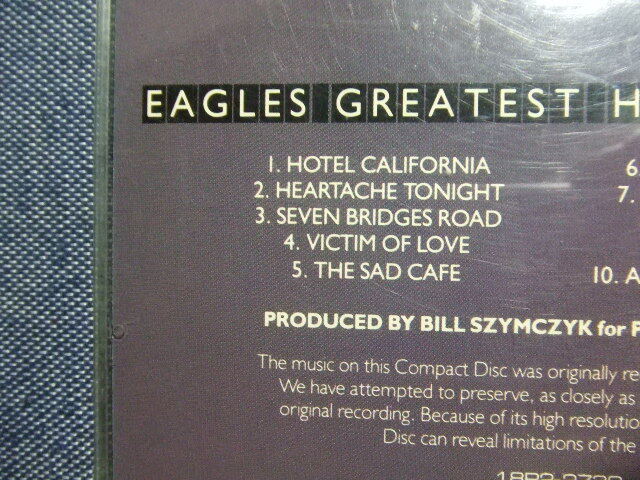 EAGLES GREATEST H
1. HOTEL CALIFORNIA
2. HEARTACHE TONIGHT
3. SEVEN BRIDGES ROAD
4. VICTIM OF LOVE
5. THE SAD CAFE
6.
7.
10. A
PRODUCED BY BILL SZYMCZYK for F
The music on this Compact Disc was originally re
We have attempted to preserve, as closely as
original recording. Because of its high resolutio
Disc can reveal limitations of the